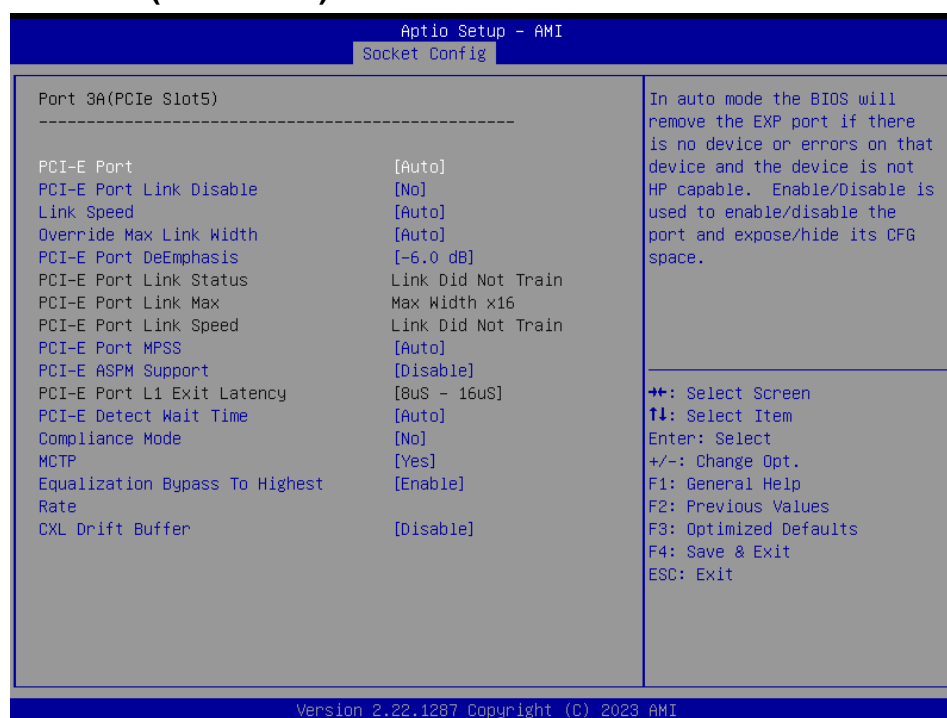 Aptio Setup – AMI
Socket Config
Port 3A(PCIe Slot5)
--------------------------------------------------
PCI-E Port [Auto]
PCI-E Port Link Disable [No]
Link Speed [Auto]
Override Max Link Width [Auto]
PCI-E Port DeEmphasis [-6.0 dB]
PCI-E Port Link Status Link Did Not Train
PCI-E Port Link Max Max Width x16
PCI-E Port Link Speed Link Did Not Train
PCI-E Port MPSS [Auto]
PCI-E ASPM Support [Disable]
PCI-E Port L1 Exit Latency [8uS - 16uS]
PCI-E Detect Wait Time [Auto]
Compliance Mode [No]
MCTP [Yes]
Equalization Bypass To Highest [Enable]
Rate
CXL Drift Buffer [Disable]
In auto mode the BIOS will
remove the EXP port if there
is no device or errors on that
device and the device is not
HP capable. Enable/Disable is
used to enable/disable the
port and expose/hide its CFG
space.
→←: Select Screen
↑↓: Select Item
Enter: Select
+/-: Change Opt.
F1: General Help
F2: Previous Values
F3: Optimized Defaults
F4: Save & Exit
ESC: Exit
Version 2.22.1287 Copyright (C) 2023 AMI